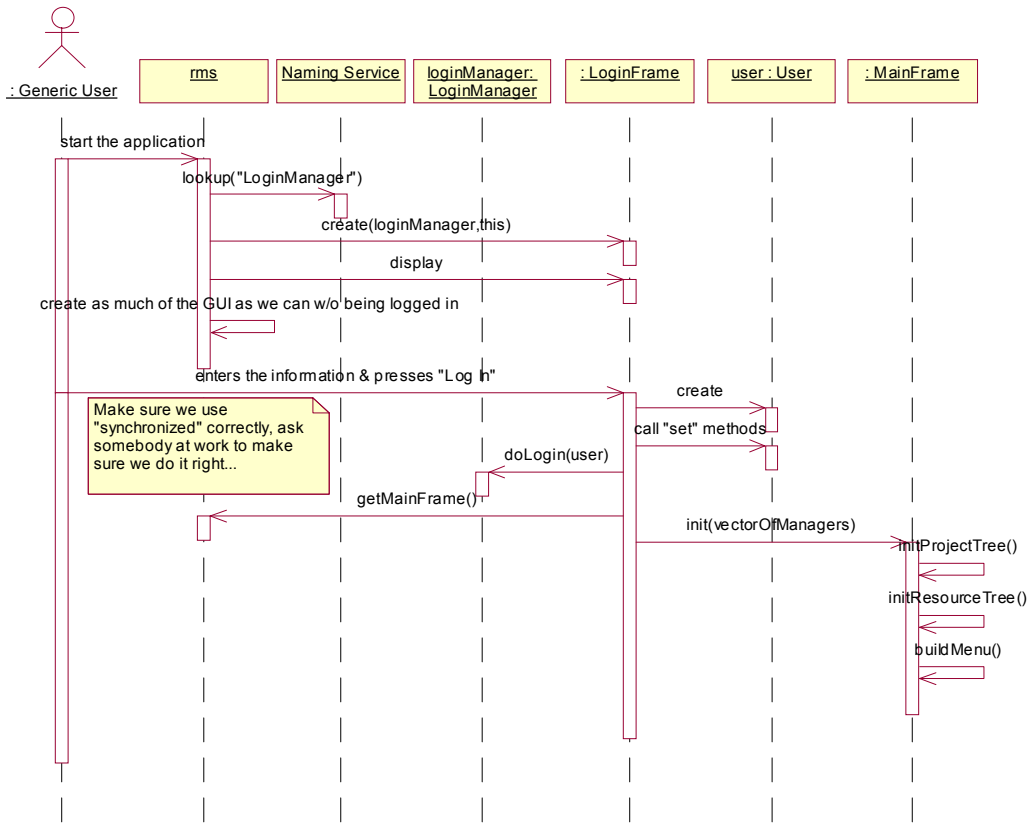 : Generic User
rms
Naming Service
loginManager:
LoginManager
: LoginFrame
user : User
: MainFrame
start the application
lookup("LoginManager")
create(loginManager,this)
display
create as much of the GUI as we can w/o being logged in
enters the information & presses "Log In"
create
Make sure we use
"synchronized" correctly, ask
somebody at work to make
sure we do it right...
call "set" methods
doLogin(user)
getMainFrame()
init(vectorOfManagers)
initProjectTree()
initResourceTree()
buildMenu()